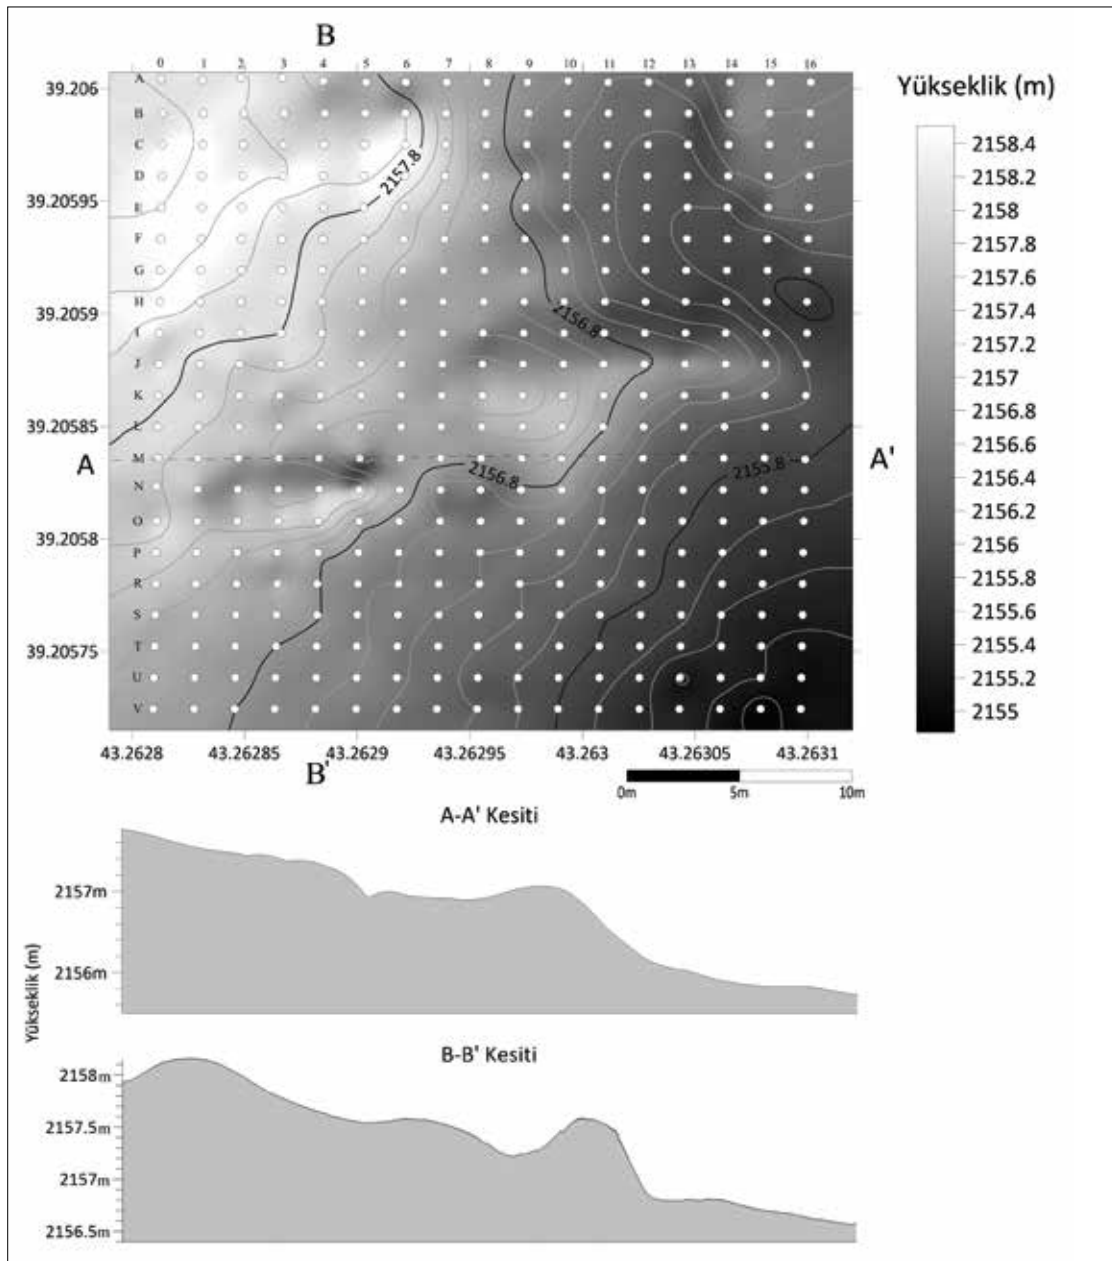 B
0 1 2 3 4 5 6 7 8 9 10 11 12 13 14 15 16
Yükseklik (m)
39.206
39.20595
39.2059
39.20585
39.2058
39.20575
A
B
C
D
E
F
G
H
I
J
K
L
M
N
O
P
R
S
T
U
V
2157.8
2156.8
2156.8
2155.8
A
A'
2158.4
2158.2
2158
2157.8
2157.6
2157.4
2157.2
2157
2156.8
2156.6
2156.4
2156.2
2156
2155.8
2155.6
2155.4
2155.2
2155
43.2628 43.26285 43.2629 43.26295 43.263 43.26305 43.2631
B'
0m 5m 10m
A-A' Kesiti
2157m
2156m
Yükseklik (m)
B-B' Kesiti
2158m
2157.5m
2157m
2156.5m